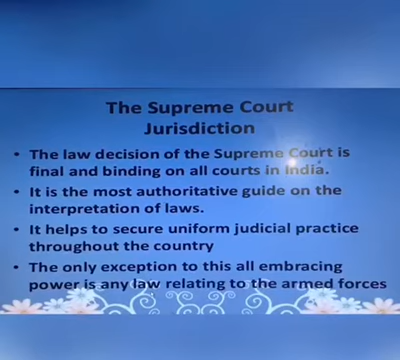 The Supreme Court
Jurisdiction
• The law decision of the Supreme Court is
final and binding on all courts in India.
• It is the most authoritative guide on the
interpretation of laws.
• It helps to secure uniform judicial practice
throughout the country
• The only exception to this all embracing
power is any law relating to the armed forces